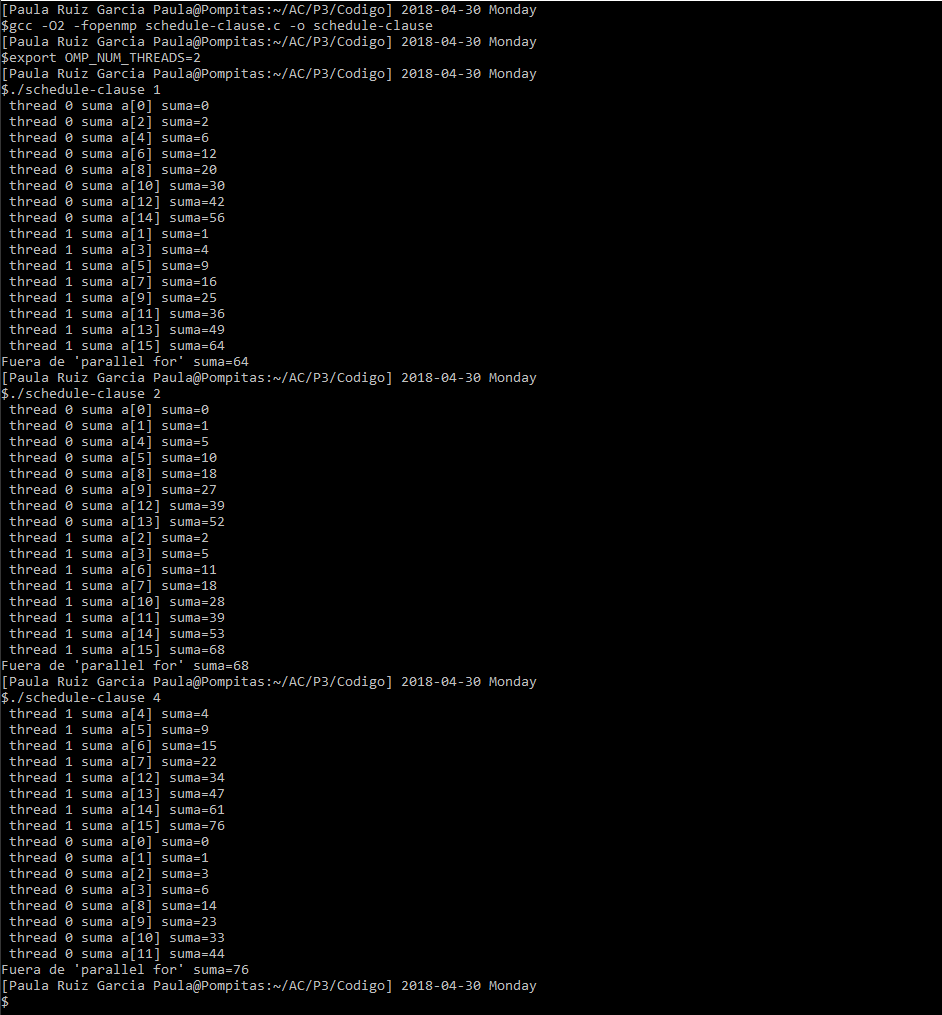 [Paula Ruiz Garcia Paula@Pompitas:~/AC/P3/Codigo] 2018-04-30 Monday
$gcc -O2 -fopenmp schedule-clause.c -o schedule-clause
[Paula Ruiz Garcia Paula@Pompitas:~/AC/P3/Codigo] 2018-04-30 Monday
$export OMP_NUM_THREADS=2
[Paula Ruiz Garcia Paula@Pompitas:~/AC/P3/Codigo] 2018-04-30 Monday
$./schedule-clause 1
thread 0 suma a[0] suma=0
thread 0 suma a[2] suma=2
thread 0 suma a[4] suma=6
thread 0 suma a[6] suma=12
thread 0 suma a[8] suma=20
thread 0 suma a[10] suma=30
thread 0 suma a[12] suma=42
thread 0 suma a[14] suma=56
thread 1 suma a[1] suma=1
thread 1 suma a[3] suma=4
thread 1 suma a[5] suma=9
thread 1 suma a[7] suma=16
thread 1 suma a[9] suma=25
thread 1 suma a[11] suma=36
thread 1 suma a[13] suma=49
thread 1 suma a[15] suma=64
Fuera de 'parallel for' suma=64
[Paula Ruiz Garcia Paula@Pompitas:~/AC/P3/Codigo] 2018-04-30 Monday
$./schedule-clause 2
thread 0 suma a[0] suma=0
thread 0 suma a[1] suma=1
thread 0 suma a[4] suma=5
thread 0 suma a[5] suma=10
thread 0 suma a[8] suma=18
thread 0 suma a[9] suma=27
thread 0 suma a[12] suma=39
thread 0 suma a[13] suma=52
thread 1 suma a[2] suma=2
thread 1 suma a[3] suma=5
thread 1 suma a[6] suma=11
thread 1 suma a[7] suma=18
thread 1 suma a[10] suma=28
thread 1 suma a[11] suma=39
thread 1 suma a[14] suma=53
thread 1 suma a[15] suma=68
Fuera de 'parallel for' suma=68
[Paula Ruiz Garcia Paula@Pompitas:~/AC/P3/Codigo] 2018-04-30 Monday
$./schedule-clause 4
thread 1 suma a[4] suma=4
thread 1 suma a[5] suma=9
thread 1 suma a[6] suma=15
thread 1 suma a[7] suma=22
thread 1 suma a[12] suma=34
thread 1 suma a[13] suma=47
thread 1 suma a[14] suma=61
thread 1 suma a[15] suma=76
thread 0 suma a[0] suma=0
thread 0 suma a[1] suma=1
thread 0 suma a[2] suma=3
thread 0 suma a[3] suma=6
thread 0 suma a[8] suma=14
thread 0 suma a[9] suma=23
thread 0 suma a[10] suma=33
thread 0 suma a[11] suma=44
Fuera de 'parallel for' suma=76
[Paula Ruiz Garcia Paula@Pompitas:~/AC/P3/Codigo] 2018-04-30 Monday
$